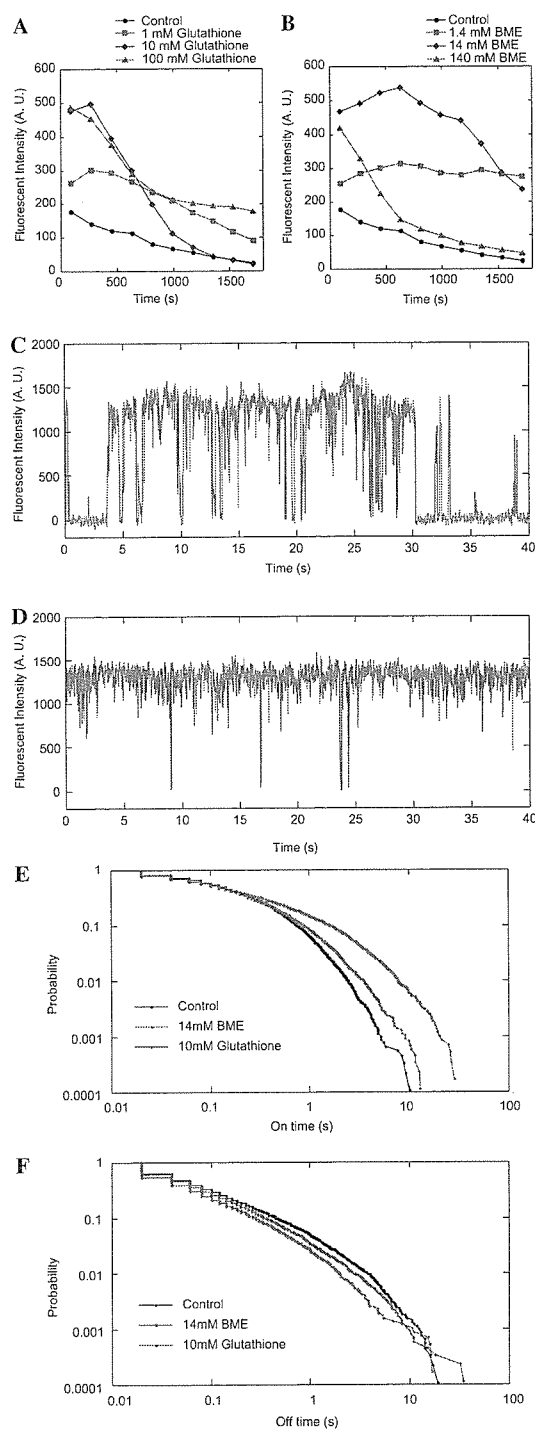 A
Control
1 mM Glutathione
10 mM Glutathione
100 mM Glutathione
Fluorescent Intensity (A. U.)
600
500
400
300
200
100
0
0
500
1000
1500
Time (s)
B
Control
1.4 mM BME
14 mM BME
140 mM BME
Fluorescent Intensity (A. U.)
600
500
400
300
200
100
0
0
500
1000
1500
Time (s)
C
Fluorescent Intensity (A. U.)
2000
1500
1000
500
0
0
5
10
15
20
25
30
35
40
Time (s)
D
Fluorescent Intensity (A. U.)
2000
1500
1000
500
0
0
5
10
15
20
25
30
35
40
Time (s)
E
Probability
1
0.1
0.01
0.001
0.0001
Control
14mM BME
10mM Glutathione
0.01
0.1
1
10
100
On time (s)
F
Probability
1
0.1
0.01
0.001
0.0001
Control
14mM BME
10mM Glutathione
0.01
0.1
1
10
100
Off time (s)